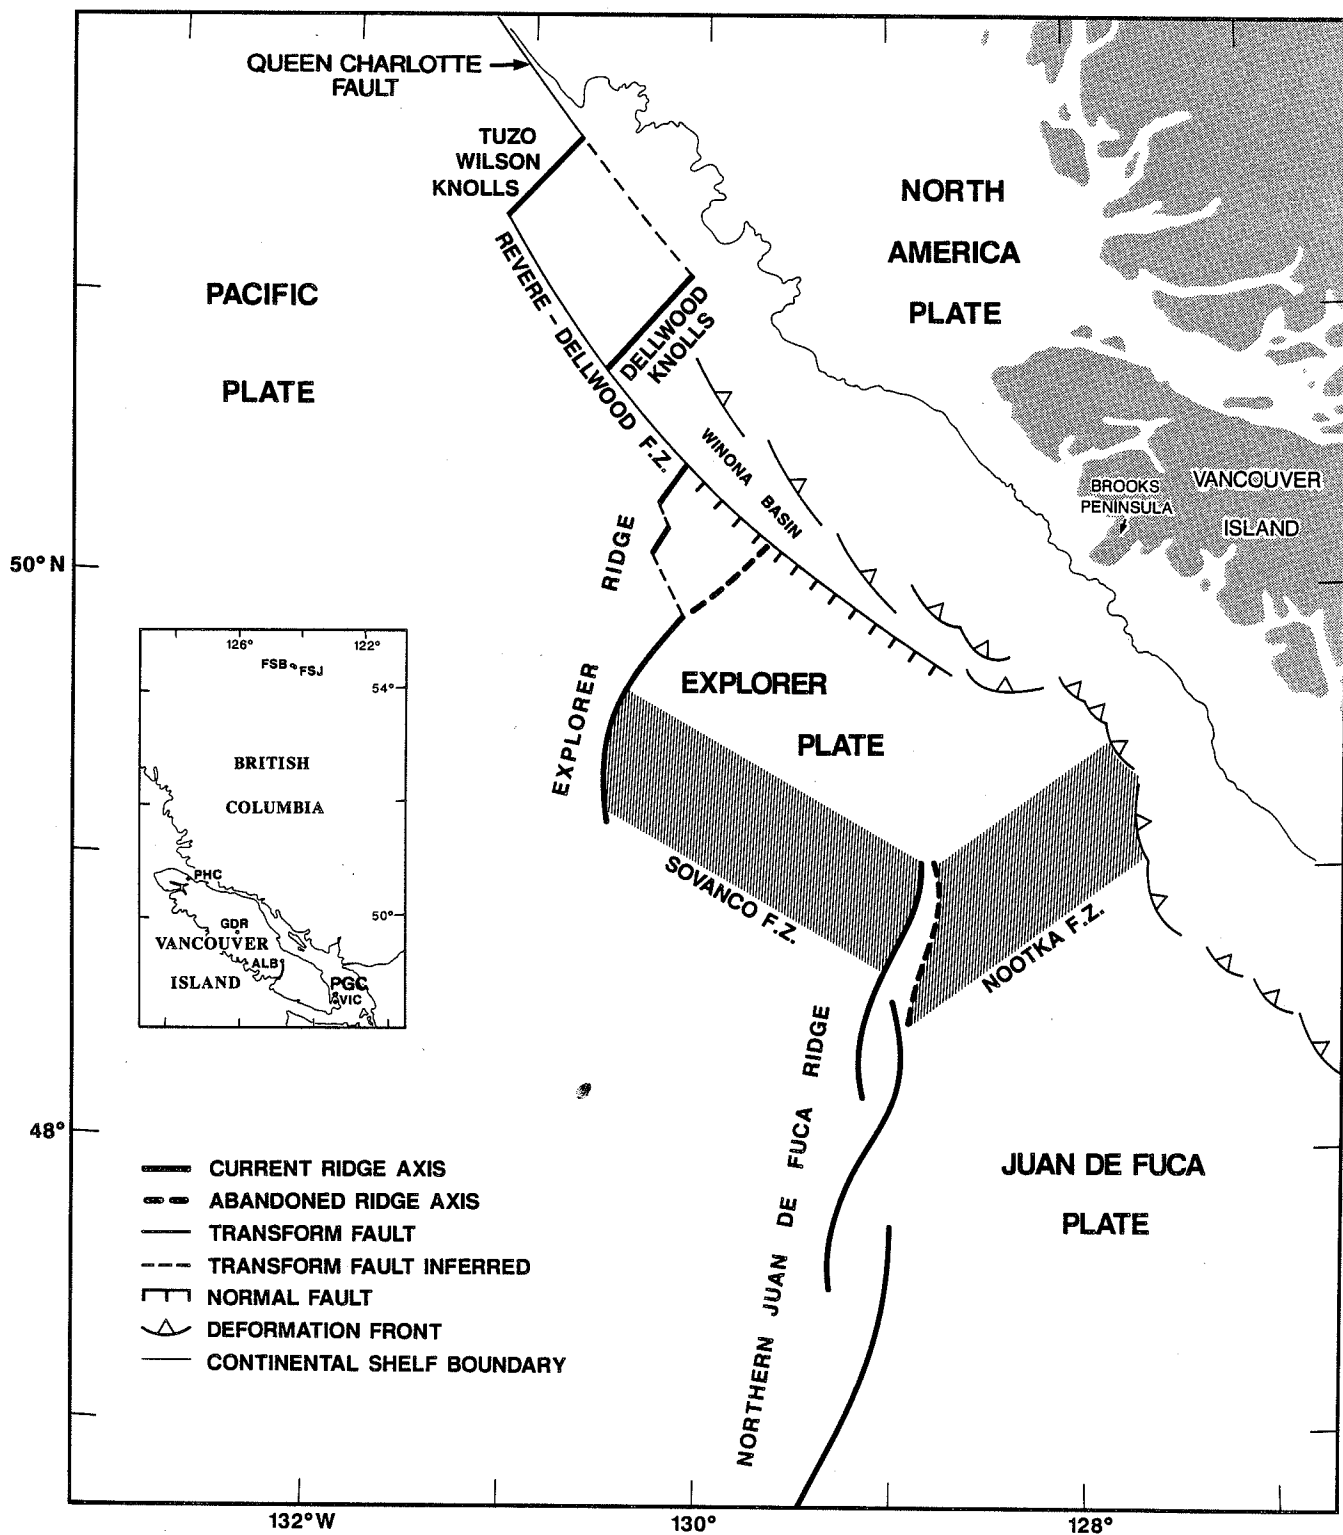 QUEEN CHARLOTTE
FAULT
TUZO
WILSON
KNOLLS
NORTH
AMERICA
PLATE
PACIFIC
PLATE
REVERE - DELLWOOD F.Z.
DELLWOOD
KNOLLS
WINONA
BASIN
BROOKS
PENINSULA
VANCOUVER
ISLAND
50° N
EXPLORER RIDGE
EXPLORER
PLATE
SOVANCO F.Z.
NOOTKA F.Z.
126° 122°
FSB FSJ
54°
BRITISH
COLUMBIA
PHC
50°
GDR
VANCOUVER
ALB
ISLAND
PGC
VIC
NORTHERN JUAN DE FUCA RIDGE
48°
JUAN DE FUCA
PLATE
CURRENT RIDGE AXIS
ABANDONED RIDGE AXIS
TRANSFORM FAULT
TRANSFORM FAULT INFERRED
NORMAL FAULT
DEFORMATION FRONT
CONTINENTAL SHELF BOUNDARY
132°W 130° 128°